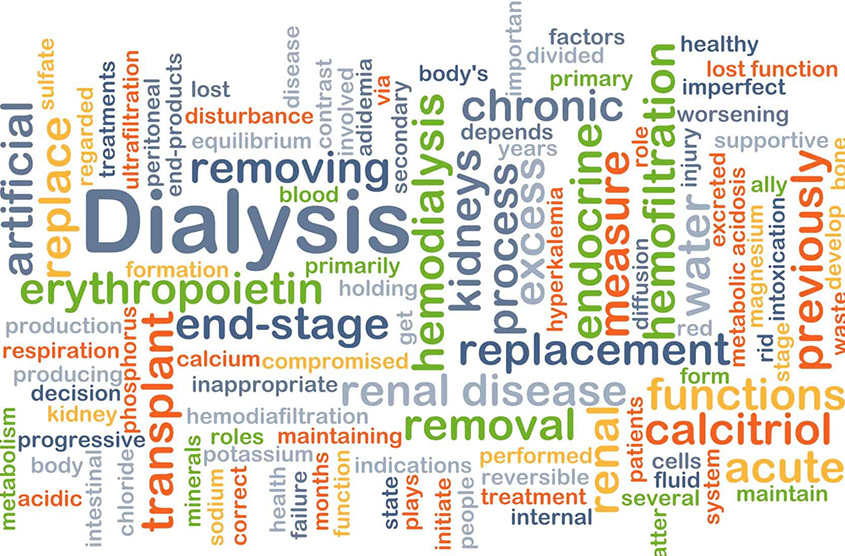 sulfate
disease
importan
factors
healthy
divided
lost function
body's
primary
imperfect
regarded
treatments
ultrafiltration
peritoneal
end-products
lost
contrast
involved
acidemia
via
secondary
chronic
worsening
artificial
replace
disturbance
depends
role
injury
supportive
equilibrium
years
bone
removing
hemodialysis
kidneys
process
excess
endocrine
measure
hemofiltration
excreted
ally
previously
Dialysis
blood
hyperkalemia
diffusion
water
metabolic acidosis
magnesium
intoxication
develop
formation
primarily
erythropoietin
holding
production
phosphorus
transplant
end-stage
get
red
rid
stage
waste
respiration
calcium
compromised
replacement
producing
inappropriate
renal disease
form
decision
functions
kidney
hemodiafiltration
removal
renal
patients
calcitriol
metabolism
progressive
minerals
roles
maintaining
potassium
performed
body
intestinal
chloride
sodium
correct
health
failure
months
function
indications
cells
acute
reversible
fluid
system
acidic
state
plays
initiate
people
treatment
several
maintain
internal
atter